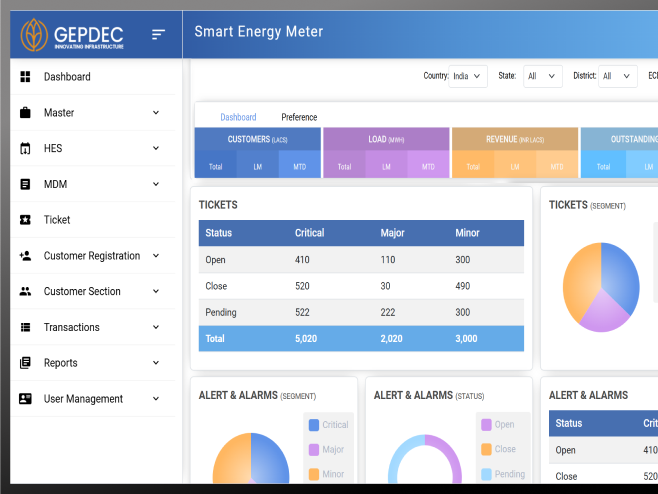 GEPDEC
INNOVATING INFRASTRUCTURE
Smart Energy Meter
Dashboard
Master
HES
MDM
Ticket
Customer Registration
Customer Section
Transactions
Reports
User Management
Country: India State: All District: All
Dashboard Preference
CUSTOMERS (LACS) LOAD (MWH) REVENUE (INR,LACS) OUTSTANDING
Total LM MTD Total LM MTD Total LM MTD Total LM
TICKETS
Status Critical Major Minor
Open 410 110 300
Close 520 30 490
Pending 522 222 300
Total 5,020 2,020 3,000
TICKETS (SEGMENT)
ALERT & ALARMS (SEGMENT)
Critical
Major
Minor
ALERT & ALARMS (STATUS)
Open
Close
Pending
ALERT & ALARMS
Status Crit
Open 410
Close 520